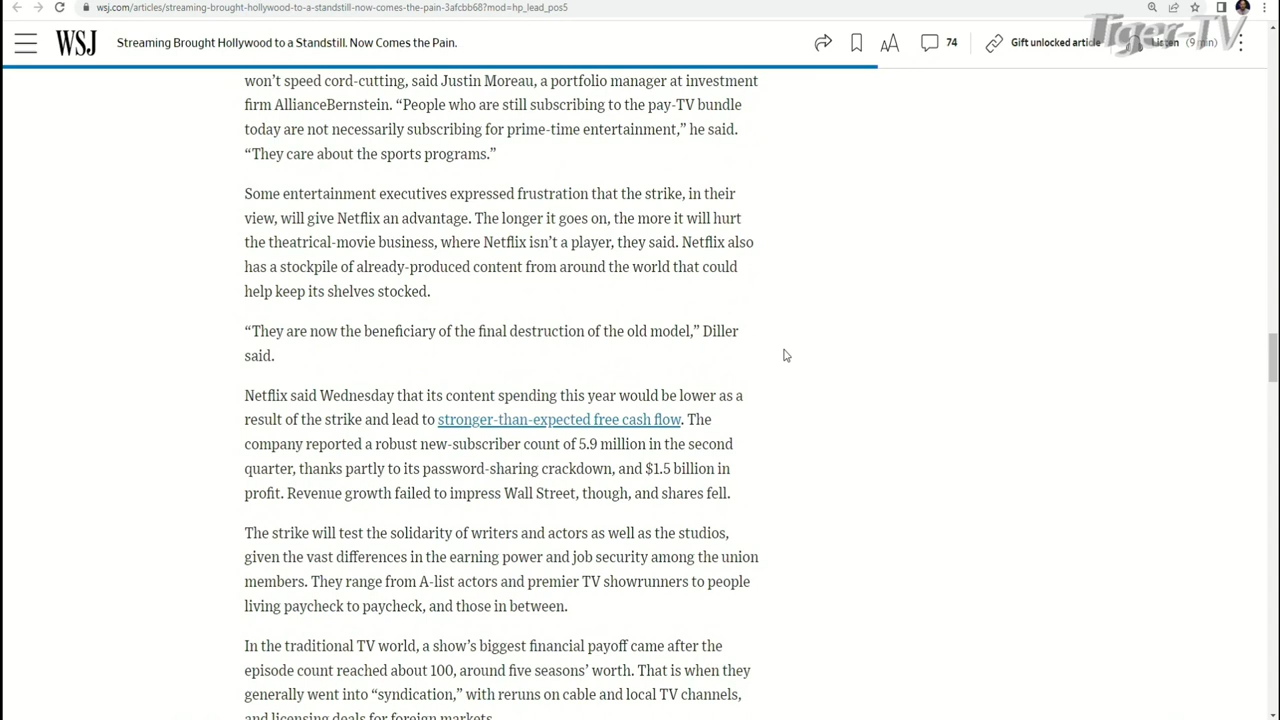 wsj.com/articles/streaming-brought-hollywood-to-a-standstill-now-comes-the-pain-3afcbb68?mod=hp_lead_pos5
Tiger-TV
WSJ
Streaming Brought Hollywood to a Standstill. Now Comes the Pain.
74
Gift unlocked article
Listen (9 min)
won’t speed cord-cutting, said Justin Moreau, a portfolio manager at investment
firm AllianceBernstein. “People who are still subscribing to the pay-TV bundle
today are not necessarily subscribing for prime-time entertainment,” he said.
“They care about the sports programs.”
Some entertainment executives expressed frustration that the strike, in their
view, will give Netflix an advantage. The longer it goes on, the more it will hurt
the theatrical-movie business, where Netflix isn’t a player, they said. Netflix also
has a stockpile of already-produced content from around the world that could
help keep its shelves stocked.
“They are now the beneficiary of the final destruction of the old model,” Diller
said.
Netflix said Wednesday that its content spending this year would be lower as a
result of the strike and lead to stronger-than-expected free cash flow. The
company reported a robust new-subscriber count of 5.9 million in the second
quarter, thanks partly to its password-sharing crackdown, and $1.5 billion in
profit. Revenue growth failed to impress Wall Street, though, and shares fell.
The strike will test the solidarity of writers and actors as well as the studios,
given the vast differences in the earning power and job security among the union
members. They range from A-list actors and premier TV showrunners to people
living paycheck to paycheck, and those in between.
In the traditional TV world, a show’s biggest financial payoff came after the
episode count reached about 100, around five seasons’ worth. That is when they
generally went into “syndication,” with reruns on cable and local TV channels,
and licensing deals for foreign markets.